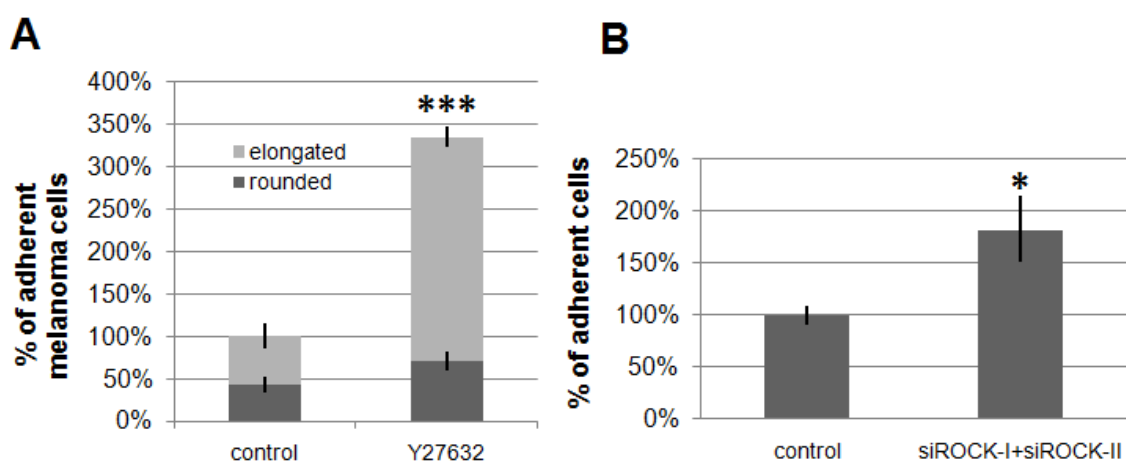 A
% of adherent
melanoma cells
400%
350%
300%
250%
200%
150%
100%
50%
0%
elongated
rounded
***
control
Y27632
B
% of adherent cells
250%
200%
150%
100%
50%
0%
*
control
siROCK-I+siROCK-II